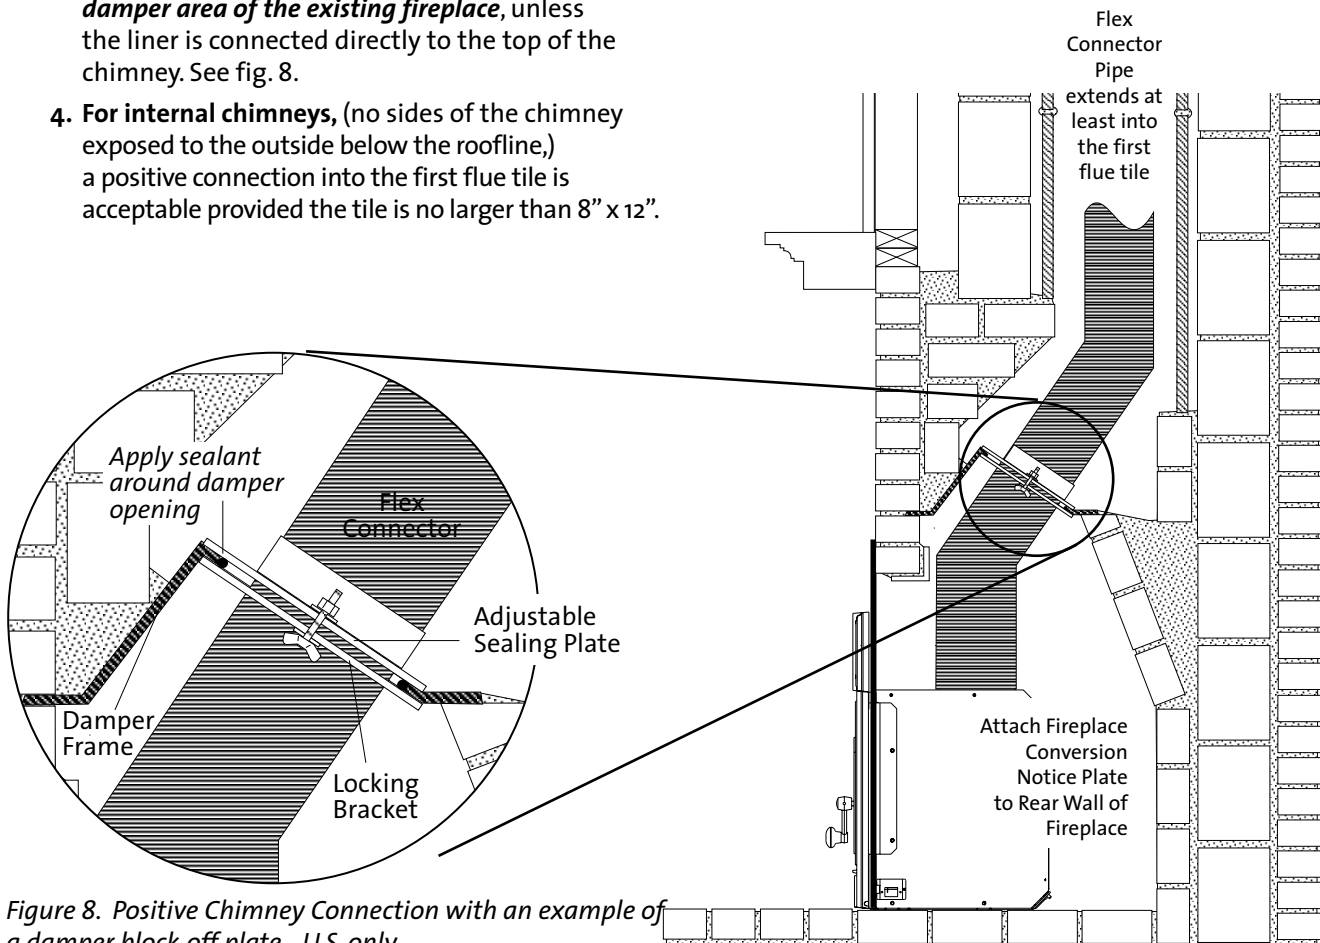 damper area of the existing fireplace, unless
the liner is connected directly to the top of the
chimney. See fig. 8.
4. For internal chimneys, (no sides of the chimney
exposed to the outside below the roofline,)
a positive connection into the first flue tile is
acceptable provided the tile is no larger than 8” x 12”.
Flex
Connector
Pipe
extends at
least into
the first
flue tile
Apply sealant
around damper
opening
Flex
Connector
Adjustable
Sealing Plate
Damper
Frame
Locking
Bracket
Attach Fireplace
Conversion
Notice Plate
to Rear Wall of
Fireplace
Figure 8. Positive Chimney Connection with an example of
a damper block-off plate - U.S. only